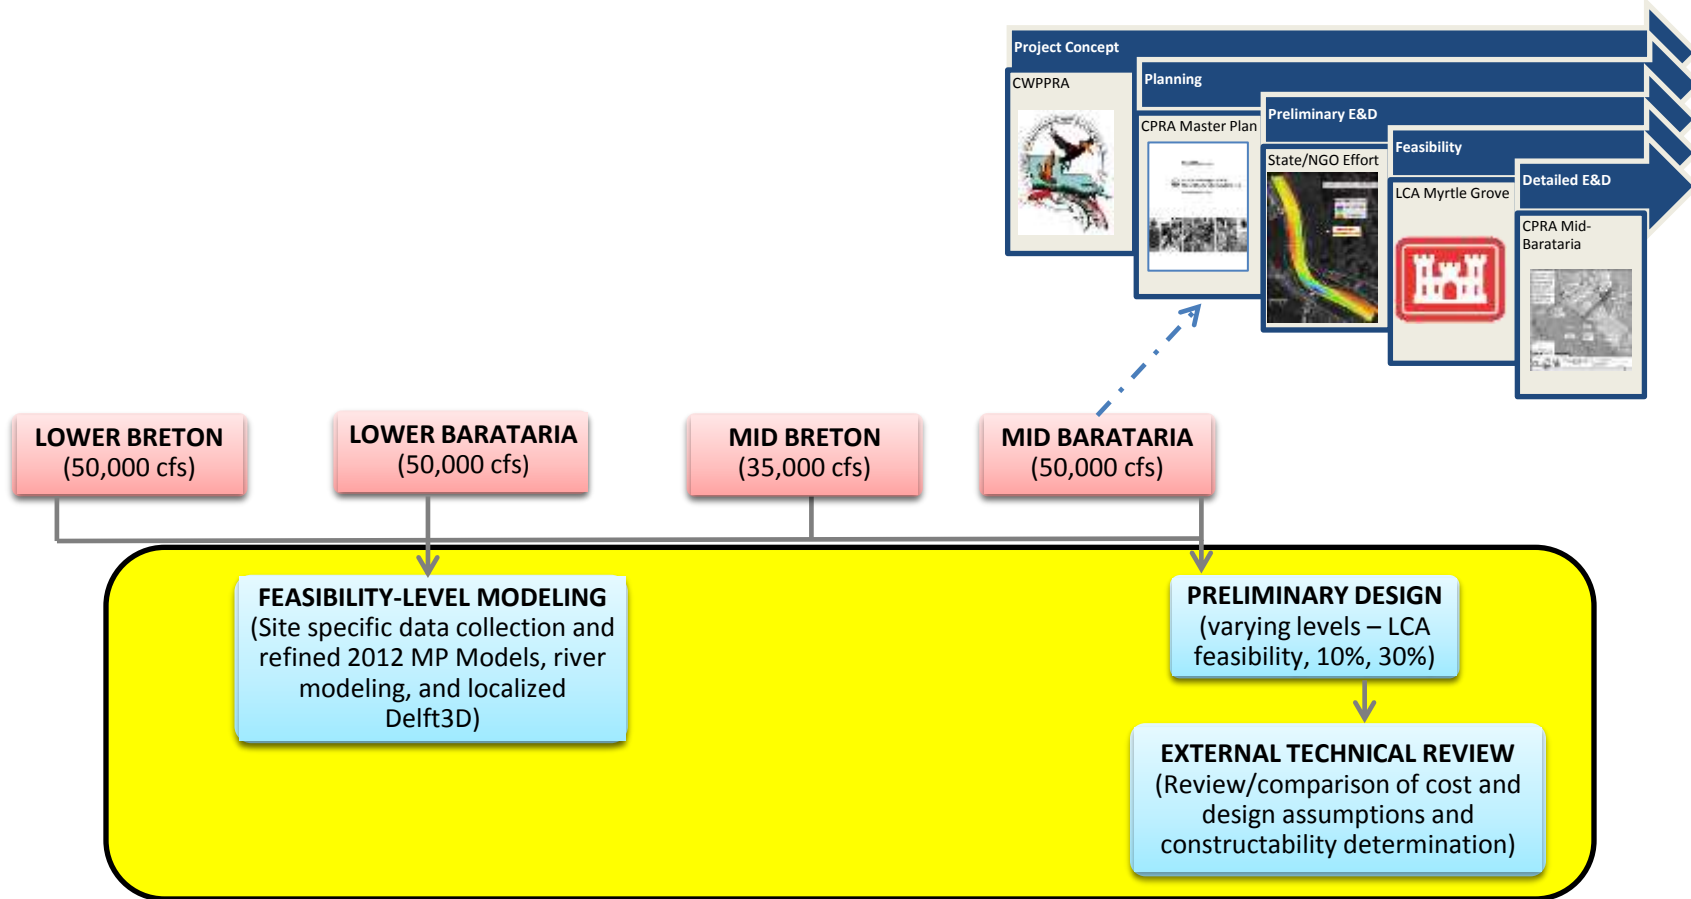 Project Concept
CWPPRA
Planning
CPRA Master Plan
Preliminary E&D
State/NGO Effort
Feasibility
LCA Myrtle Grove
Detailed E&D
CPRA Mid-
Barataria
LOWER BRETON
(50,000 cfs)
LOWER BARATARIA
(50,000 cfs)
MID BRETON
(35,000 cfs)
MID BARATARIA
(50,000 cfs)
FEASIBILITY-LEVEL MODELING
(Site specific data collection and
refined 2012 MP Models, river
modeling, and localized
Delft3D)
PRELIMINARY DESIGN
(varying levels – LCA
feasibility, 10%, 30%)
EXTERNAL TECHNICAL REVIEW
(Review/comparison of cost and
design assumptions and
constructability determination)